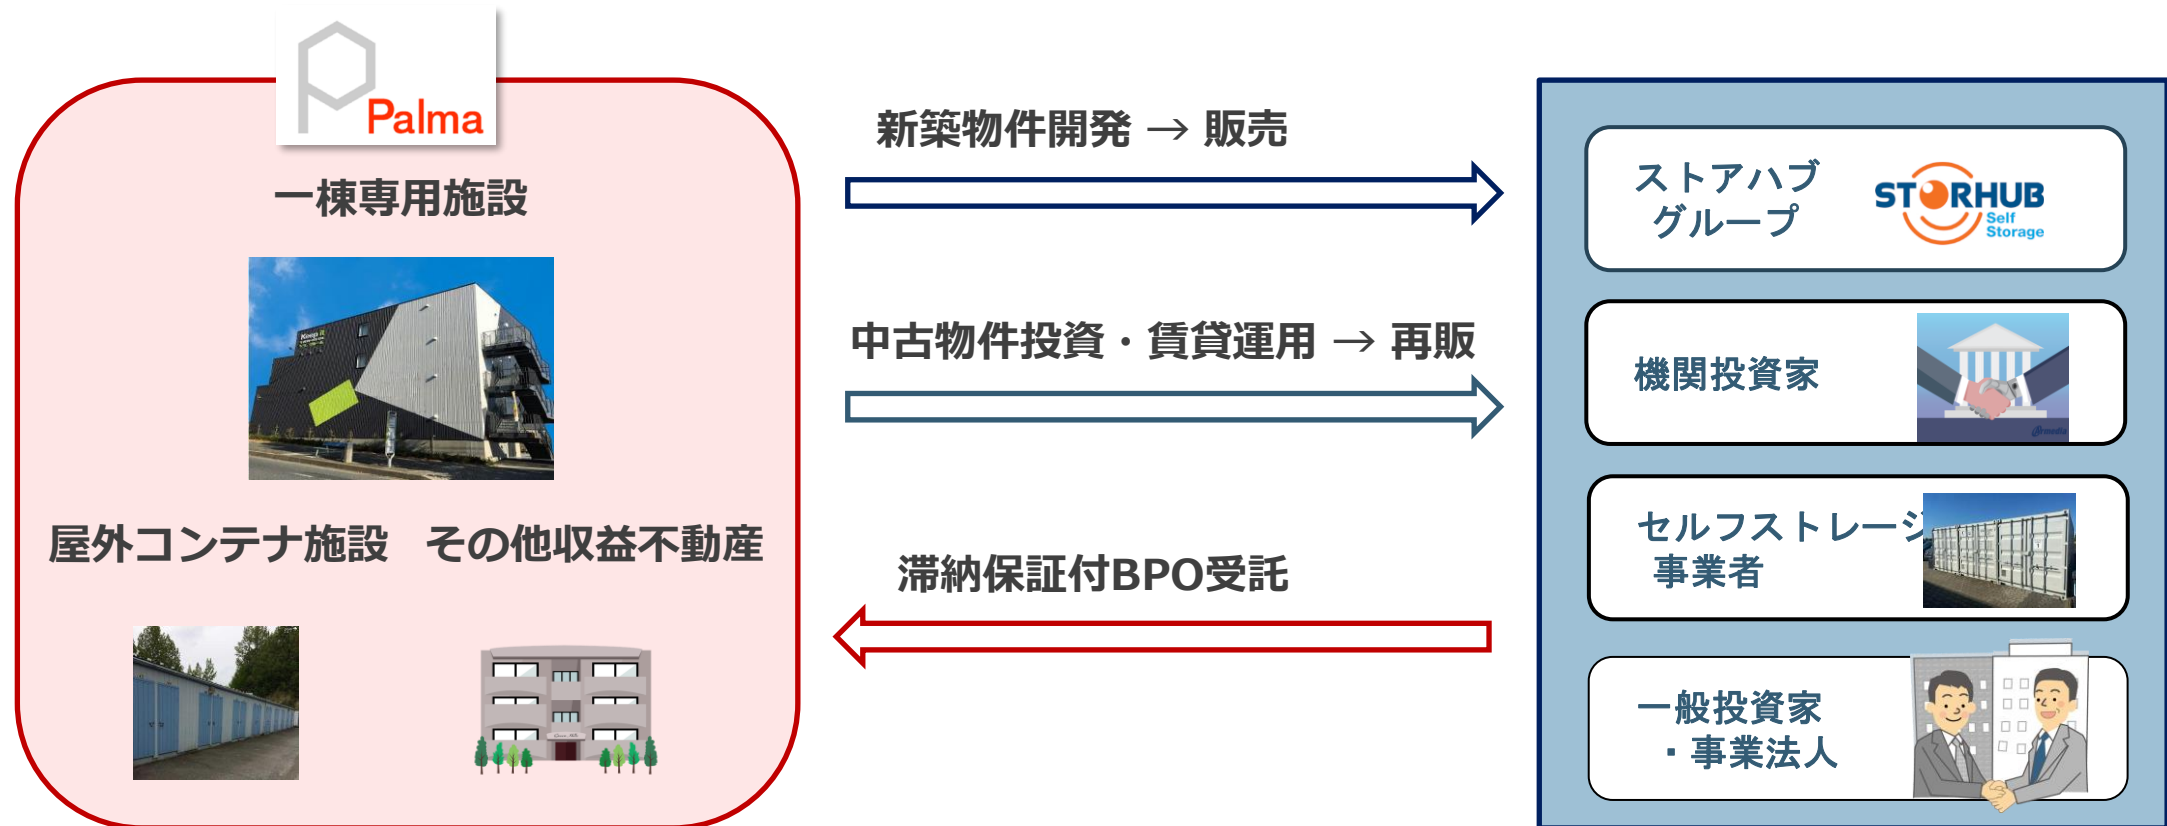 Palma
一棟専用施設
屋外コンテナ施設 その他収益不動産
新築物件開発 → 販売
中古物件投資・賃貸運用 → 再販
滞納保証付BPO受託
ストアハブ
グループ
STORHUB
Self
Storage
機関投資家
セルフストレージ
事業者
一般投資家
・事業法人